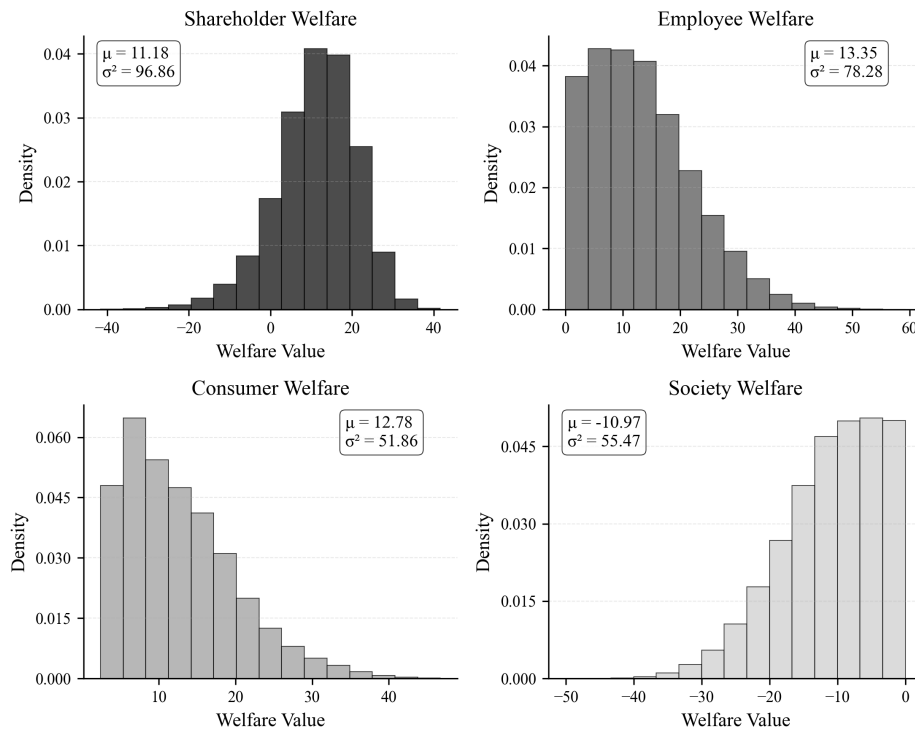 Shareholder Welfare
μ = 11.18
σ² = 96.86
Density
0.04
0.03
0.02
0.01
0.00
−40 −20 0 20 40
Welfare Value
Employee Welfare
μ = 13.35
σ² = 78.28
Density
0.04
0.03
0.02
0.01
0.00
0 10 20 30 40 50 60
Welfare Value
Consumer Welfare
μ = 12.78
σ² = 51.86
Density
0.060
0.045
0.030
0.015
0.000
10 20 30 40
Welfare Value
Society Welfare
μ = -10.97
σ² = 55.47
Density
0.045
0.030
0.015
0.000
−50 −40 −30 −20 −10 0
Welfare Value